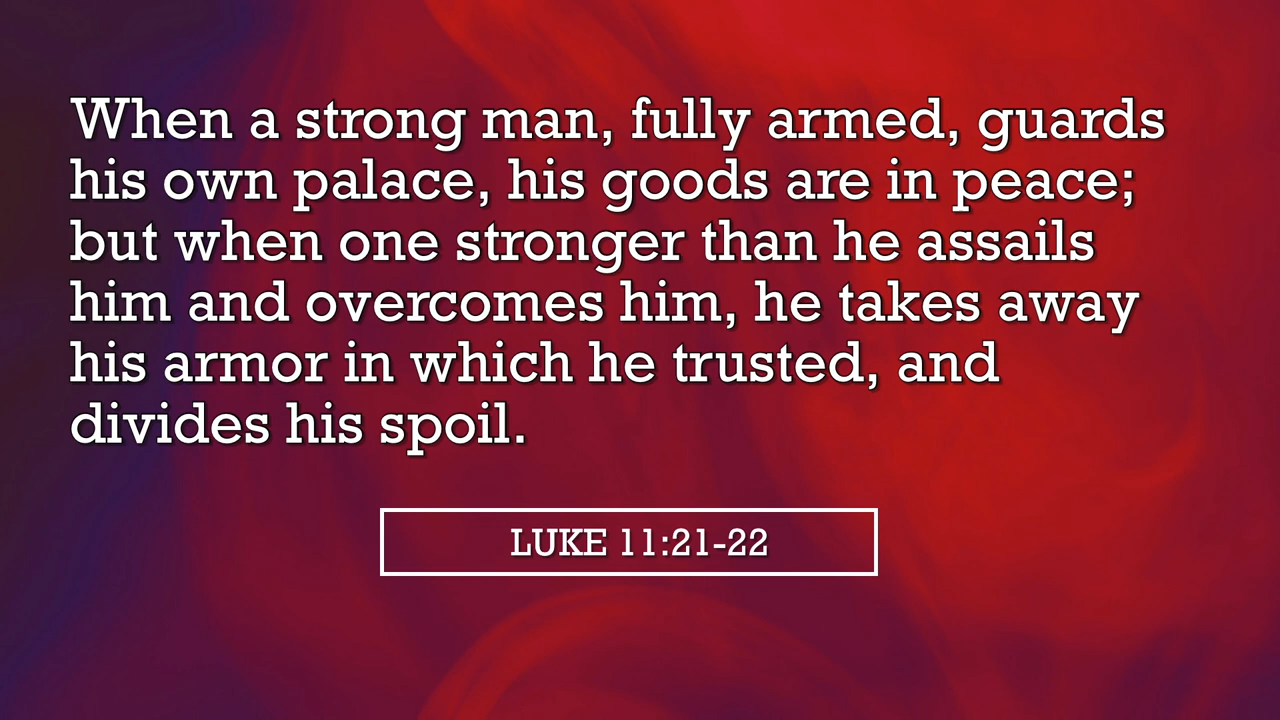 When a strong man, fully armed, guards
his own palace, his goods are in peace;
but when one stronger than he assails
him and overcomes him, he takes away
his armor in which he trusted, and
divides his spoil.
LUKE 11:21-22